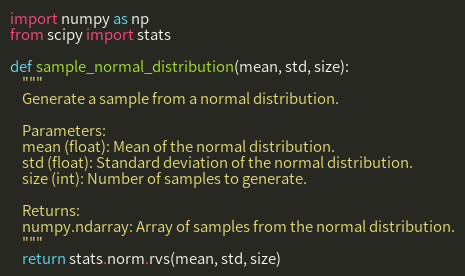 import numpy as np
from scipy import stats

def sample_normal_distribution(mean, std, size):
    """
    Generate a sample from a normal distribution.

    Parameters:
    mean (float): Mean of the normal distribution.
    std (float): Standard deviation of the normal distribution.
    size (int): Number of samples to generate.

    Returns:
    numpy.ndarray: Array of samples from the normal distribution.
    """
    return stats.norm.rvs(mean, std, size)